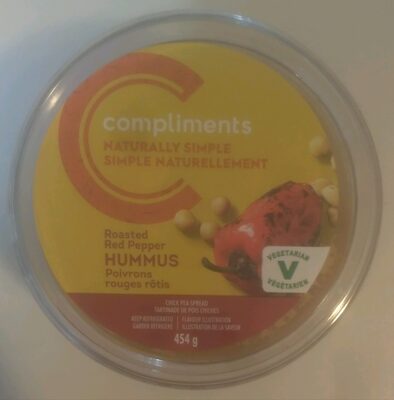 compliments
NATURALLY SIMPLE
SIMPLE NATURELLEMENT
Roasted
Red Pepper
HUMMUS
Poivrons
rouges rôtis
VEGETARIAN
V
VÉGÉTARIEN
CHICK PEA SPREAD
TARTINADE DE POIS CHICHES
KEEP REFRIGERATED
GARDER RÉFRIGÉRÉ
FLAVOUR ILLUSTRATION
ILLUSTRATION DE LA SAVEUR
454 g